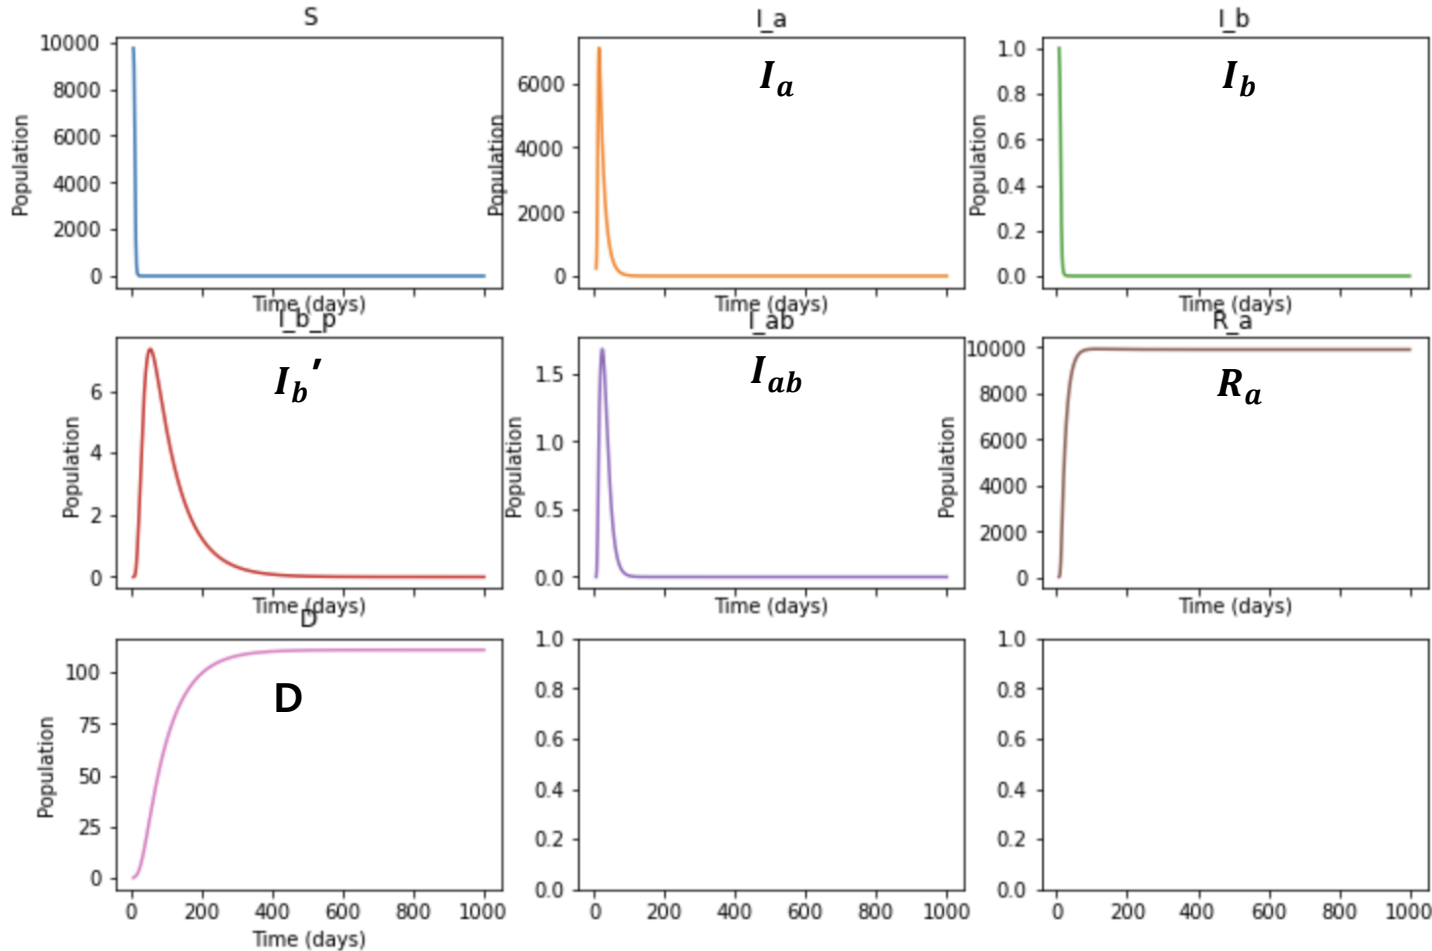 S
10000
8000
6000
4000
2000
0
Population
Time (days)
I_a
6000
4000
2000
0
Population
Iₐ
Time (days)
I_b
1.0
0.8
0.6
0.4
0.2
0.0
Population
I_b
Time (days)
I_b_p
6
4
2
0
Population
I_b′
Time (days)
I_ab
1.5
1.0
0.5
0.0
Population
I_ab
Time (days)
R_a
10000
8000
6000
4000
2000
0
Population
Rₐ
Time (days)
D
100
75
50
25
0
Population
D
0 200 400 600 800 1000
Time (days)
1.0
0.8
0.6
0.4
0.2
0.0
0 200 400 600 800 1000
1.0
0.8
0.6
0.4
0.2
0.0
0 200 400 600 800 1000